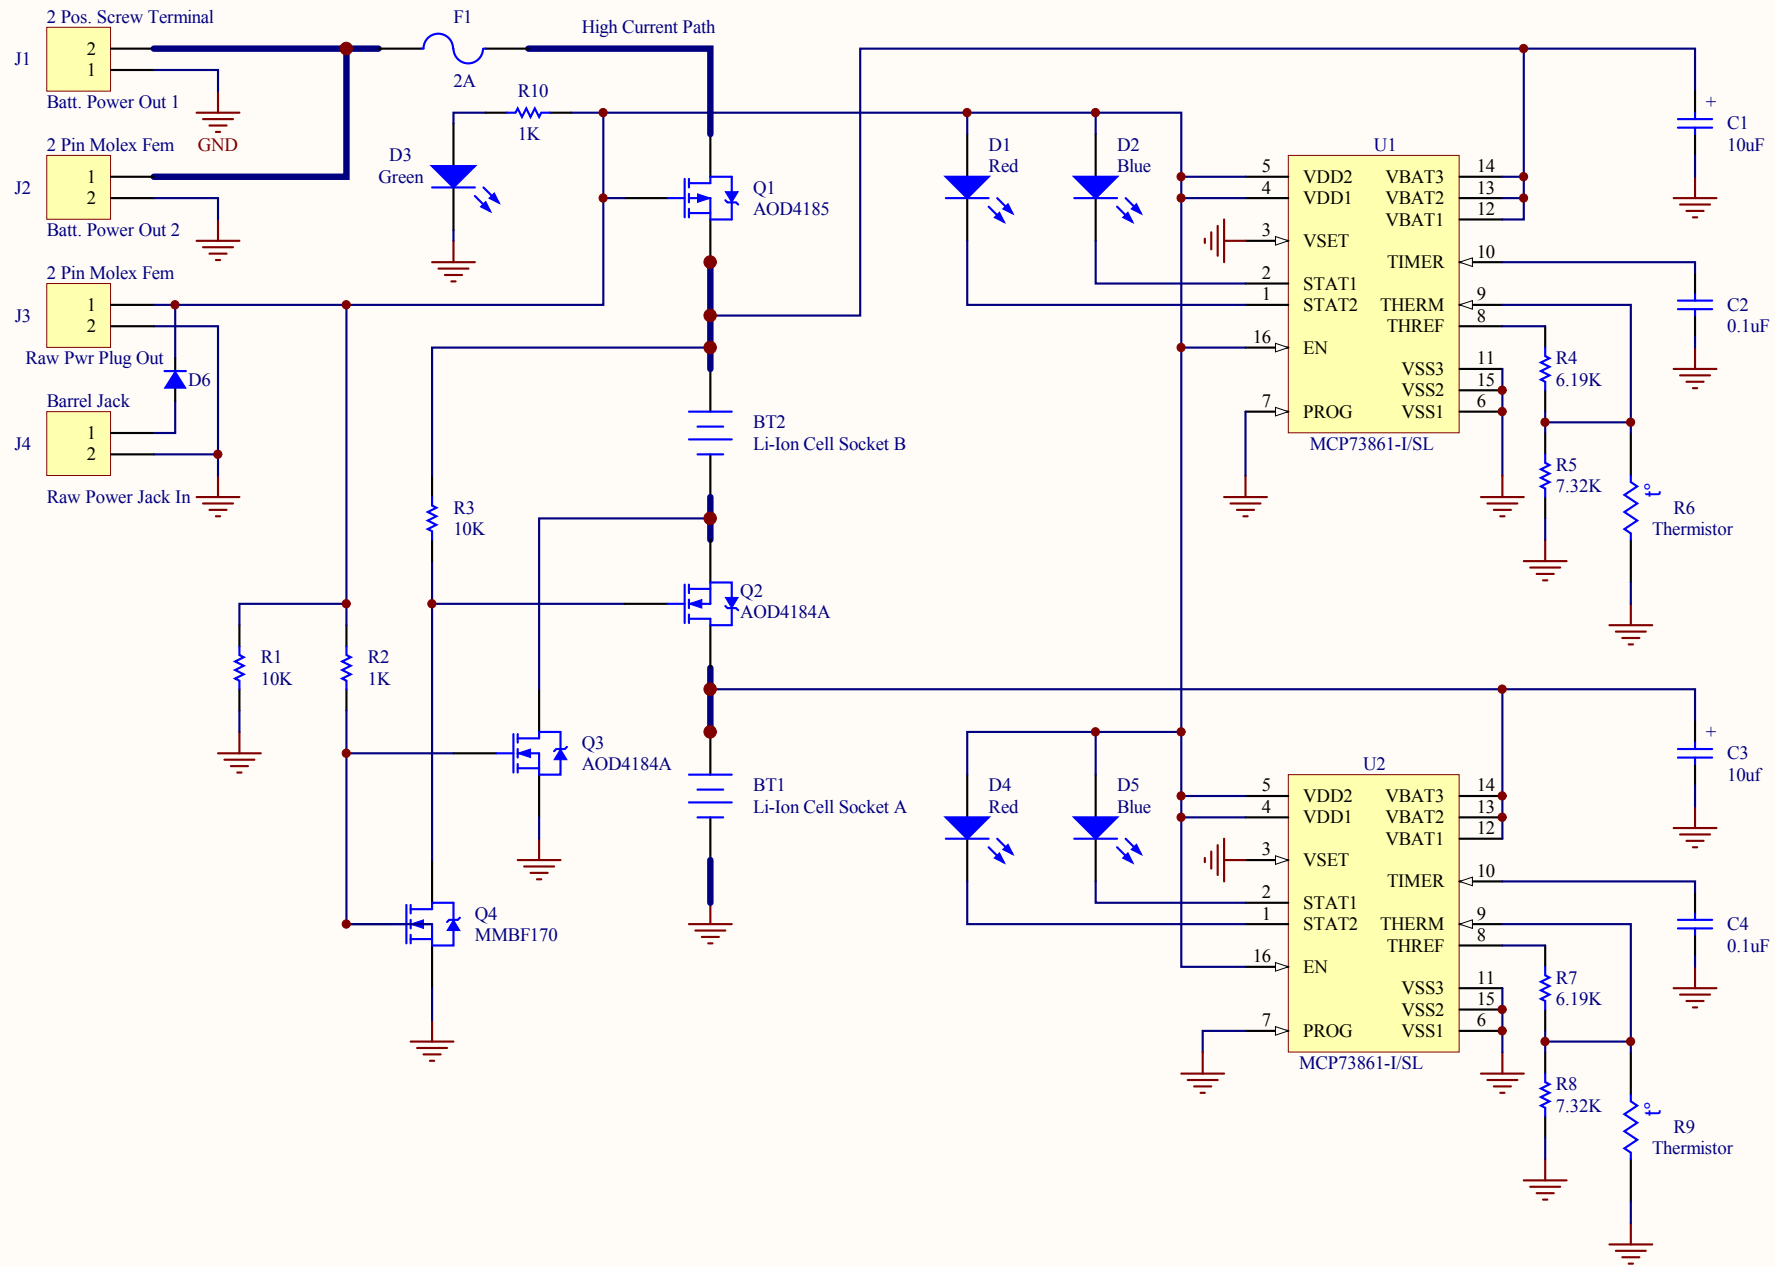 2 Pos. Screw Terminal
J1
2
1
Batt. Power Out 1
GND
2 Pin Molex Fem
J2
1
2
Batt. Power Out 2
2 Pin Molex Fem
J3
1
2
Raw Pwr Plug Out
D6
Barrel Jack
J4
1
2
Raw Power Jack In
F1
2A
High Current Path
R10
1K
D3
Green
Q1
AOD4185
BT2
Li-Ion Cell Socket B
R3
10K
Q2
AOD4184A
R1
10K
R2
1K
Q3
AOD4184A
BT1
Li-Ion Cell Socket A
Q4
MMBF170
D1
Red
D2
Blue
U1
5 VDD2 VBAT3 14
4 VDD1 VBAT2 13
VBAT1 12
3 VSET
TIMER 10
2 STAT1
1 STAT2 THERM 9
THREF 8
16 EN
VSS3 11
VSS2 15
7 PROG VSS1 6
MCP73861-I/SL
+
C1
10uF
C2
0.1uF
R4
6.19K
R5
7.32K
t°
R6
Thermistor
D4
Red
D5
Blue
U2
5 VDD2 VBAT3 14
4 VDD1 VBAT2 13
VBAT1 12
3 VSET
TIMER 10
2 STAT1
1 STAT2 THERM 9
THREF 8
16 EN
VSS3 11
VSS2 15
7 PROG VSS1 6
MCP73861-I/SL
+
C3
10uf
C4
0.1uF
R7
6.19K
R8
7.32K
t°
R9
Thermistor